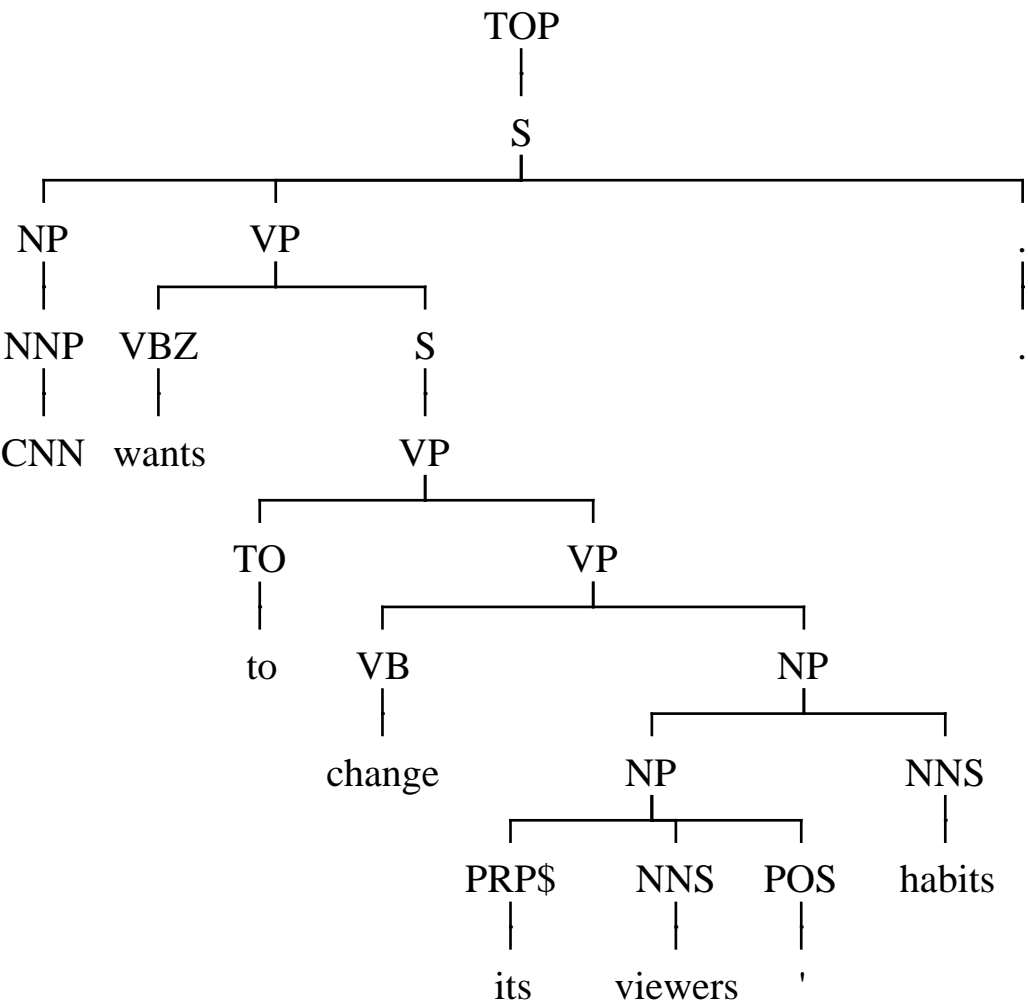 TOP
S
NP VP .
NNP VBZ S .
CNN wants VP
TO VP
to VB NP
change NP NNS
PRP$ NNS POS habits
its viewers '